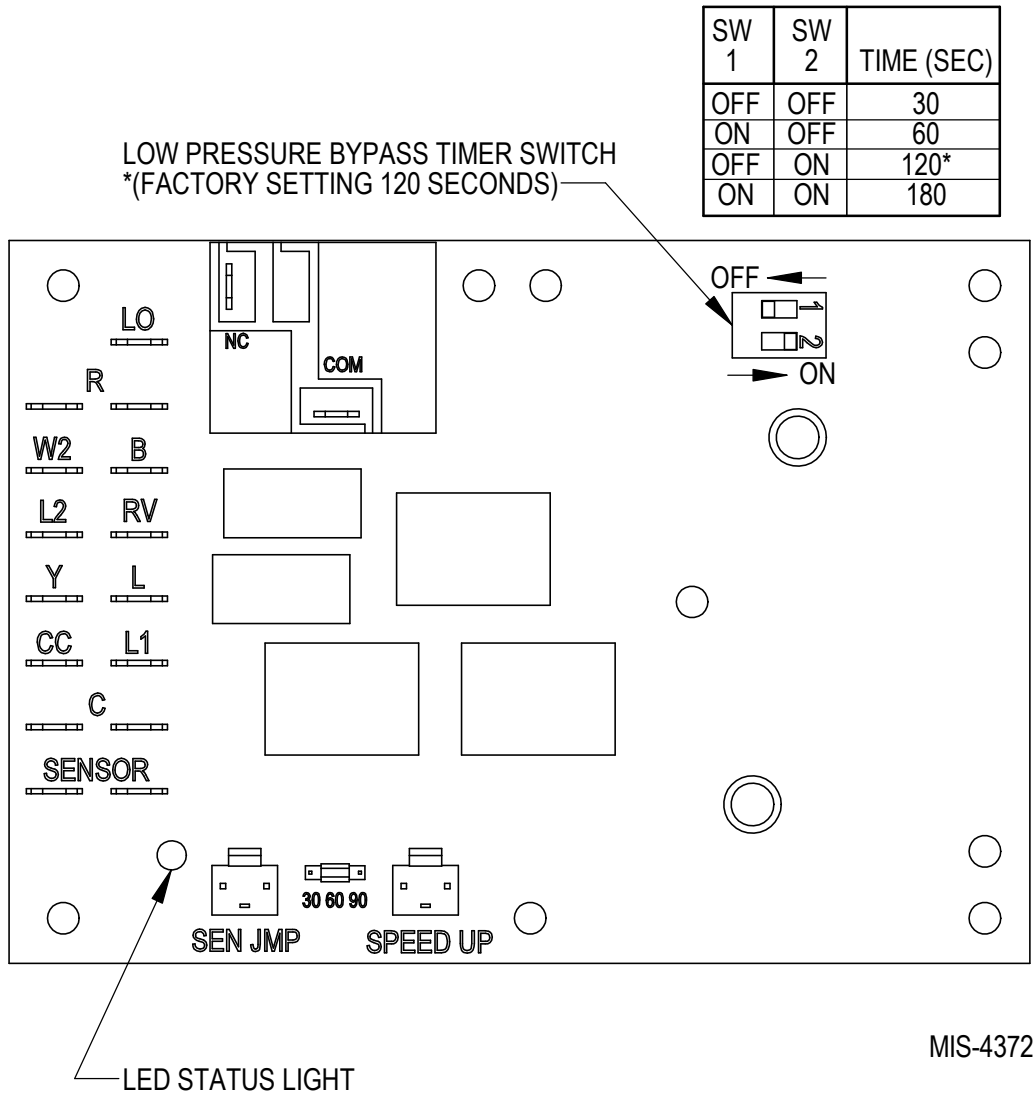 SW 1 SW 2 TIME (SEC)
OFF OFF 30
ON OFF 60
OFF ON 120*
ON ON 180
LOW PRESSURE BYPASS TIMER SWITCH
*(FACTORY SETTING 120 SECONDS)
OFF
1
2
ON
NC
COM
LO
R
W2 B
L2 RV
Y L
CC L1
C
SENSOR
30 60 90
SEN JMP
SPEED UP
MIS-4372
LED STATUS LIGHT